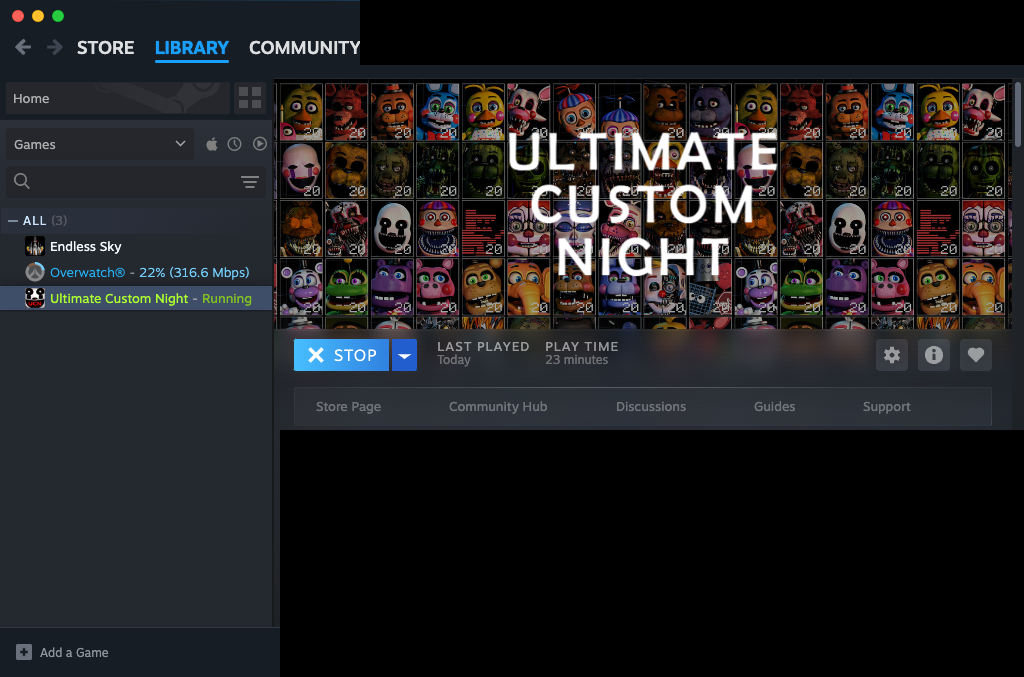 STORE LIBRARY COMMUNITY
Home
Games
ALL (3)
Endless Sky
Overwatch® - 22% (316.6 Mbps)
Ultimate Custom Night - Running
Add a Game
ULTIMATE
CUSTOM
NIGHT
STOP
LAST PLAYED
Today
PLAY TIME
23 minutes
Store Page Community Hub Discussions Guides Support